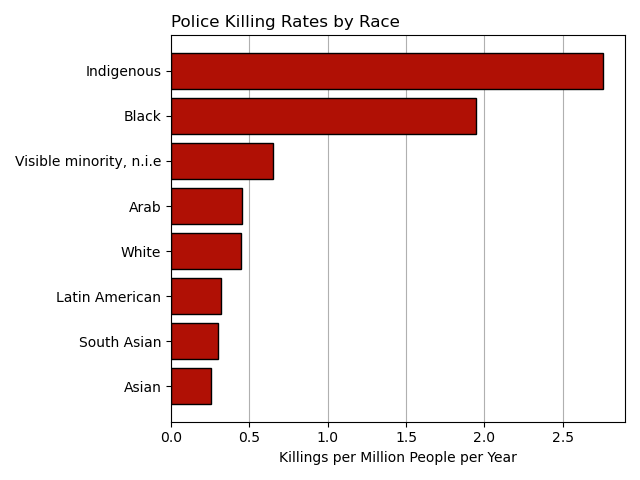 Police Killing Rates by Race
Indigenous
Black
Visible minority, n.i.e
Arab
White
Latin American
South Asian
Asian
0.0 0.5 1.0 1.5 2.0 2.5
Killings per Million People per Year